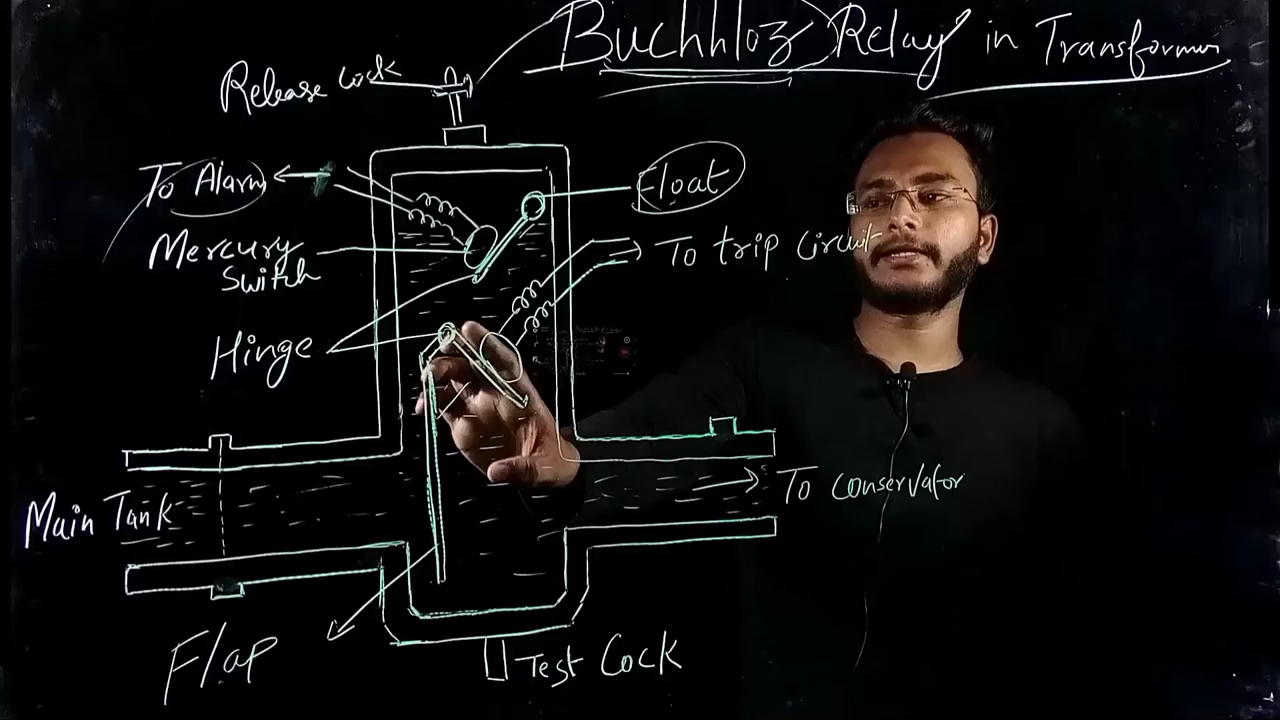 Buchhloz Relay in Transformer
Release cock
To Alarm
Float
Mercury
Switch
To trip Circuit
Hinge
Main Tank
To conservator
Flap
Test Cock